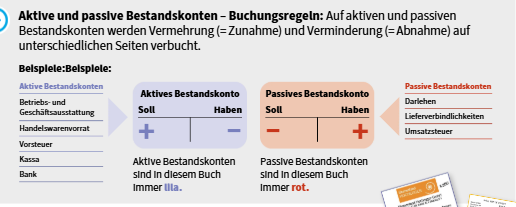 Aktive und passive Bestandskonten – Buchungsregeln: Auf aktiven und passiven
Bestandskonten werden Vermehrung (= Zunahme) und Verminderung (= Abnahme) auf
unterschiedlichen Seiten verbucht.
Beispiele:Beispiele:
Aktive Bestandskonten
Betriebs- und
Geschäftsausstattung
Handelswarenvorrat
Vorsteuer
Kassa
Bank
Aktives Bestandskonto
Soll Haben
+ –
Aktive Bestandskonten
sind in diesem Buch
immer lila.
Passives Bestandskonto
Soll Haben
– +
Passive Bestandskonten
sind in diesem Buch
immer rot.
Passive Bestandskonten
Darlehen
Lieferverbindlichkeiten
Umsatzsteuer